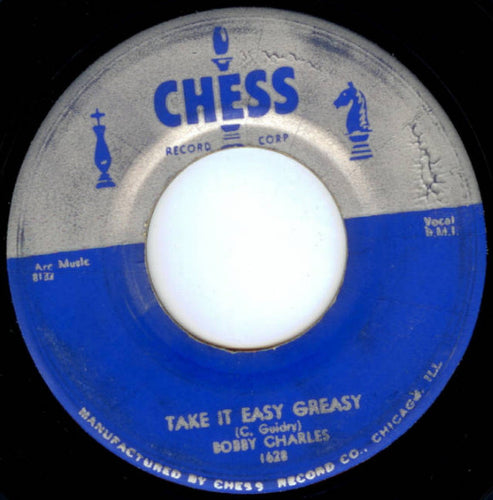 CHESS
RECORD CORP
Arc Music
Vocal
B.M.I.
TAKE IT EASY GREASY
(C. Guidry)
BOBBY CHARLES
1628
MANUFACTURED BY CHESS RECORD CO., CHICAGO, ILL